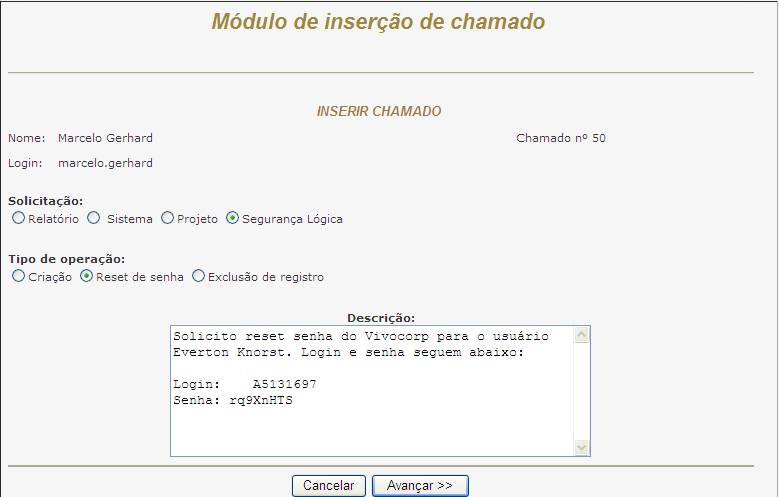 Módulo de inserção de chamado
INSERIR CHAMADO
Nome: Marcelo Gerhard Chamado nº 50
Login: marcelo.gerhard
Solicitação:
Relatório Sistema Projeto Segurança Lógica
Tipo de operação:
Criação Reset de senha Exclusão de registro
Descrição:
Solicito reset senha do Vivocorp para o usuário
Everton Knorst. Login e senha seguem abaixo:
Login: A5131697
Senha: rq9XnHTS
Cancelar Avançar >>